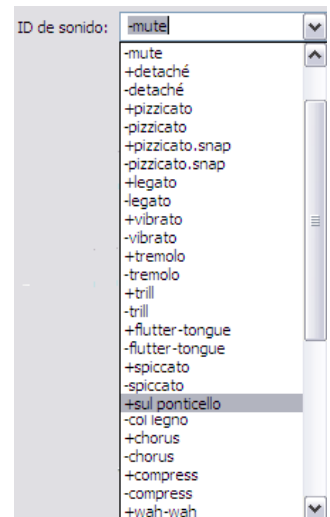 ID de sonido: -mute
-mute
+detaché
-detaché
+pizzicato
-pizzicato
+pizzicato.snap
-pizzicato.snap
+legato
-legato
+vibrato
-vibrato
+tremolo
-tremolo
+trill
-trill
+flutter-tongue
-flutter-tongue
+spiccato
-spiccato
+sul ponticello
-col legno
+chorus
-chorus
+compress
-compress
+wah-wah